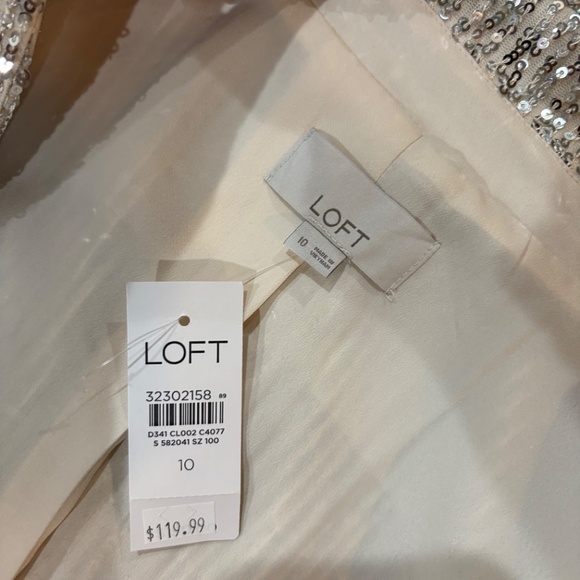 LOFT
10
MADE IN
VIETNAM
LOFT
32302158 89
D341 CL002 C4077
S 582041 SZ 100
10
$119.99